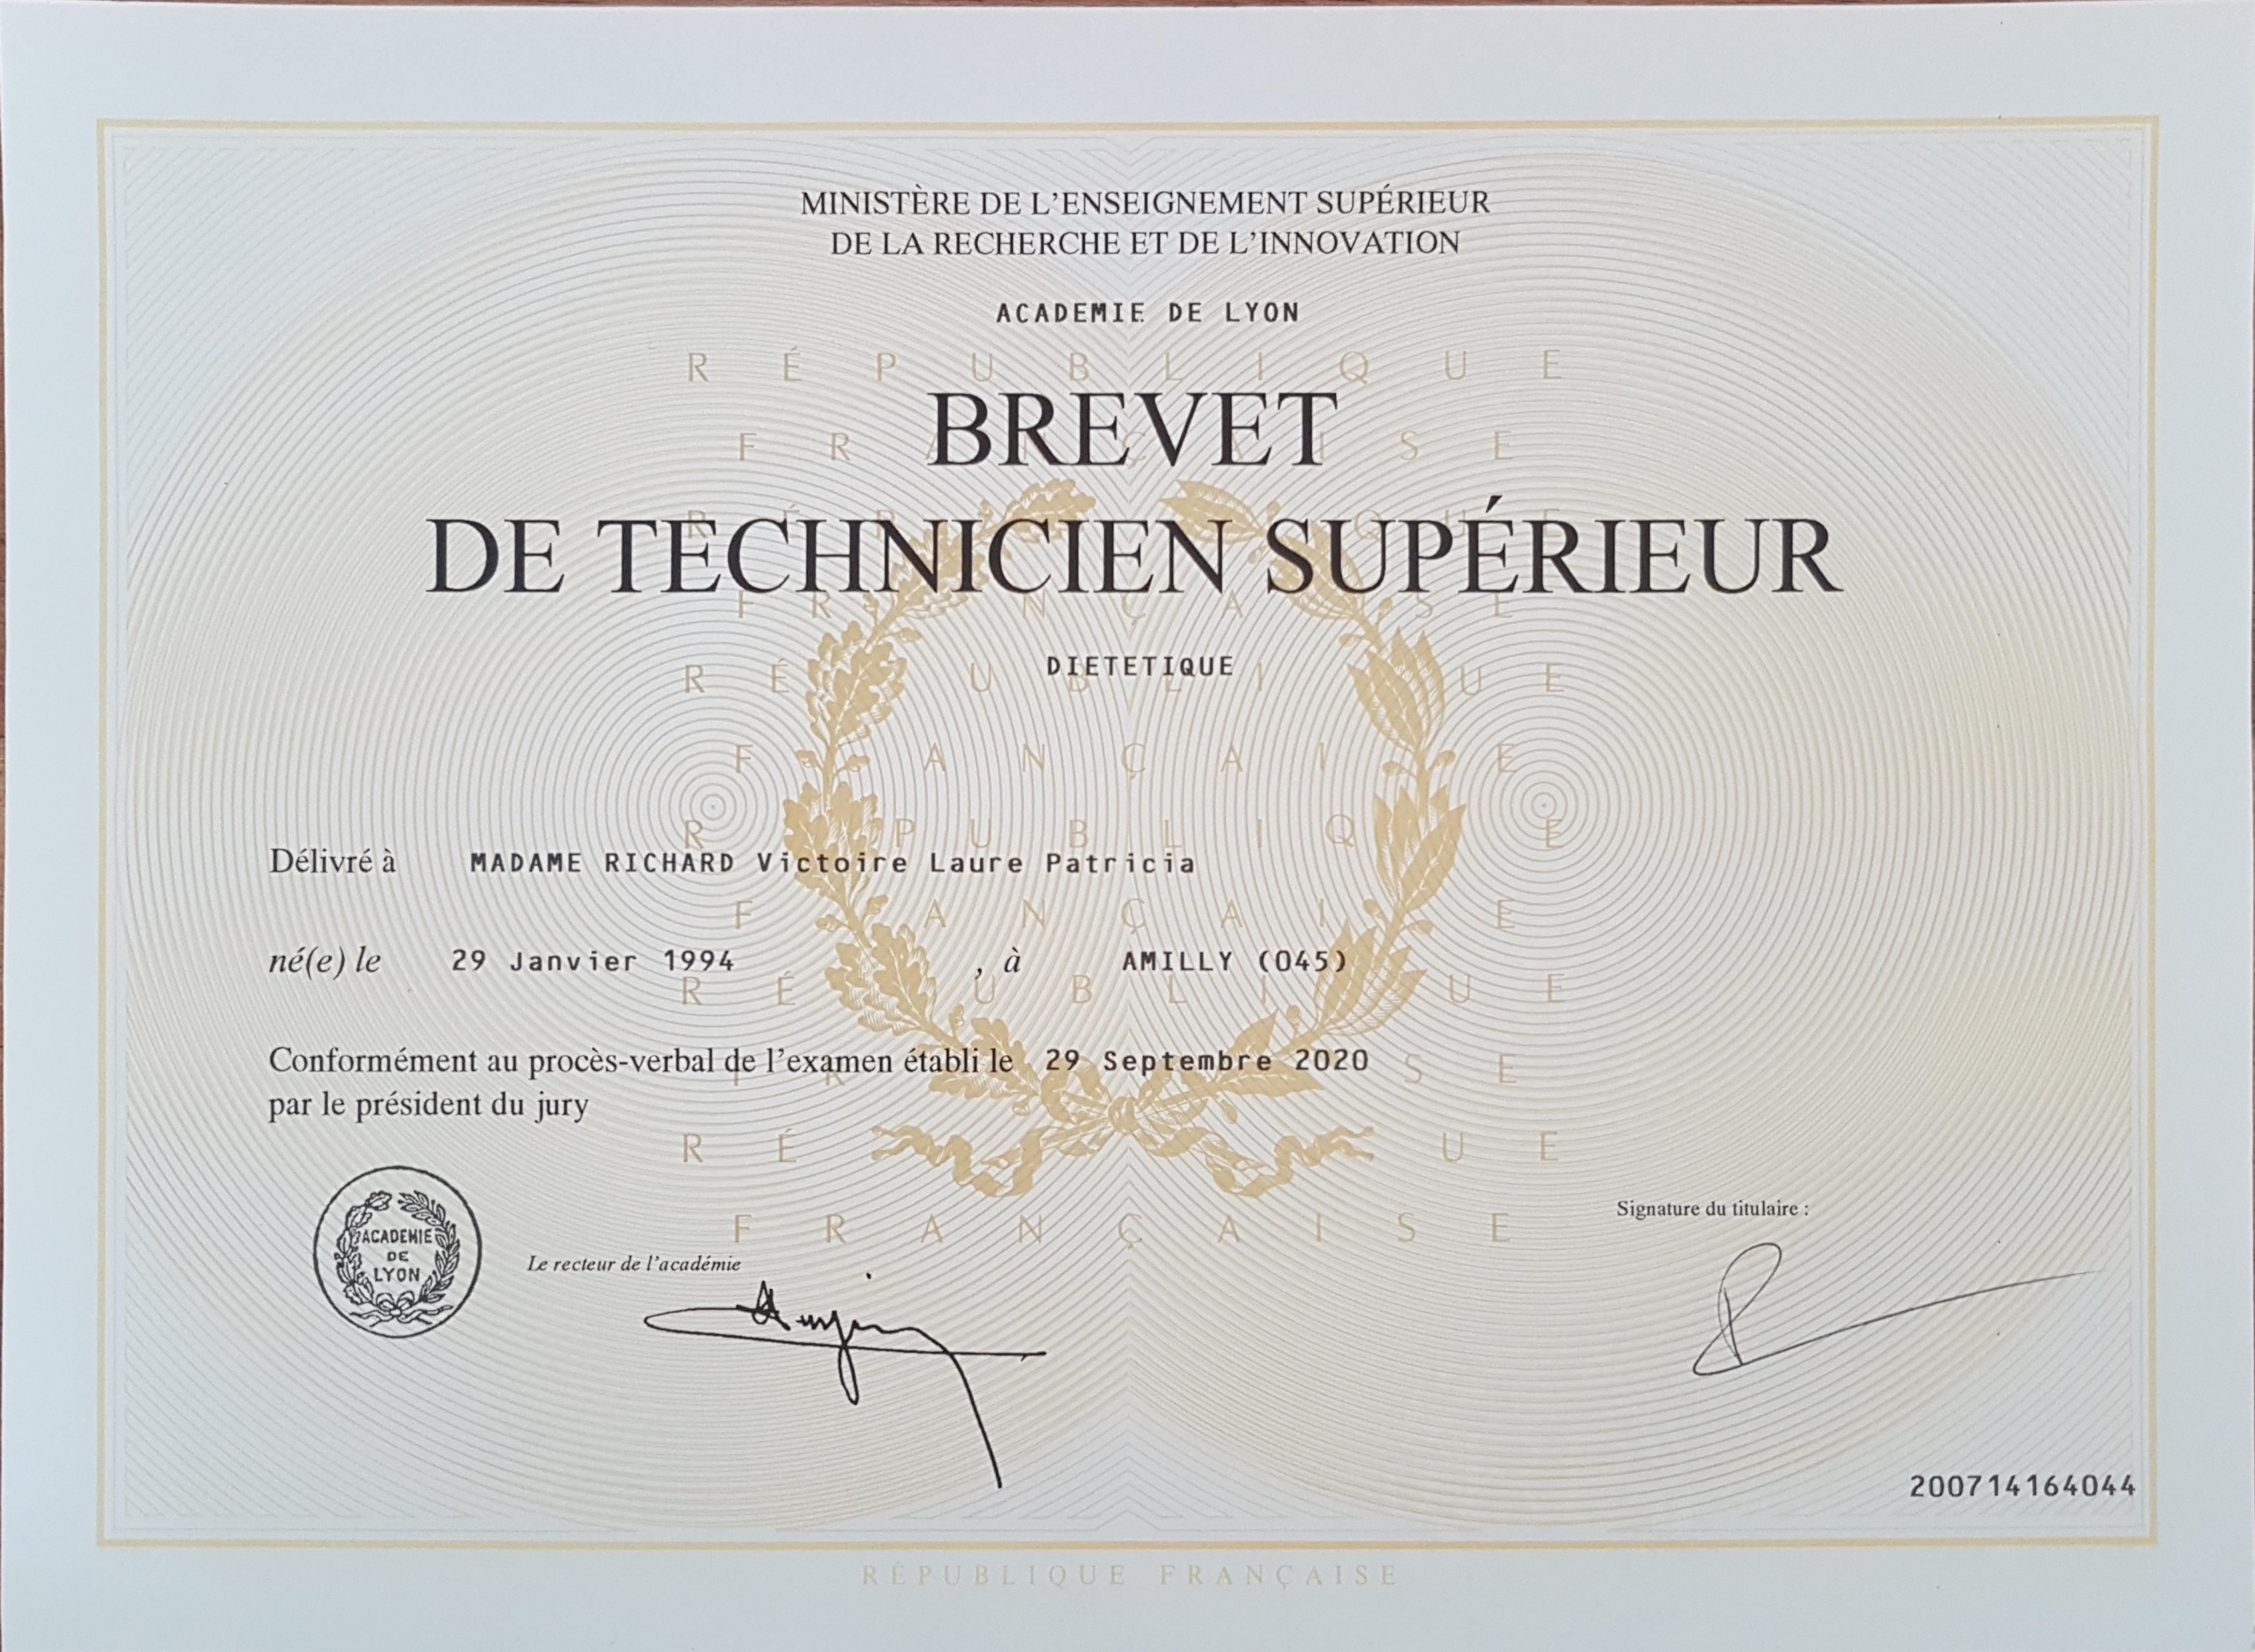 MINISTÈRE DE L'ENSEIGNEMENT SUPÉRIEUR
DE LA RECHERCHE ET DE L'INNOVATION
ACADEMIE DE LYON
RÉPUBLIQUE
FRANÇAISE
BREVET
DE TECHNICIEN SUPÉRIEUR
DIETETIQUE
Délivré à MADAME RICHARD Victoire Laure Patricia
né(e) le 29 Janvier 1994 , à AMILLY (045)
Conformément au procès-verbal de l'examen établi le 29 Septembre 2020
par le président du jury
ACADEMIE
DE
LYON
Le recteur de l'académie
Signature du titulaire :
200714164044
RÉPUBLIQUE FRANÇAISE